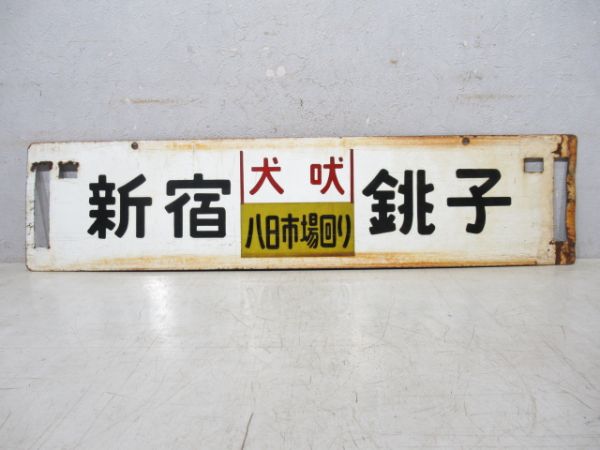 新宿
犬吠
八日市場回り
銚子